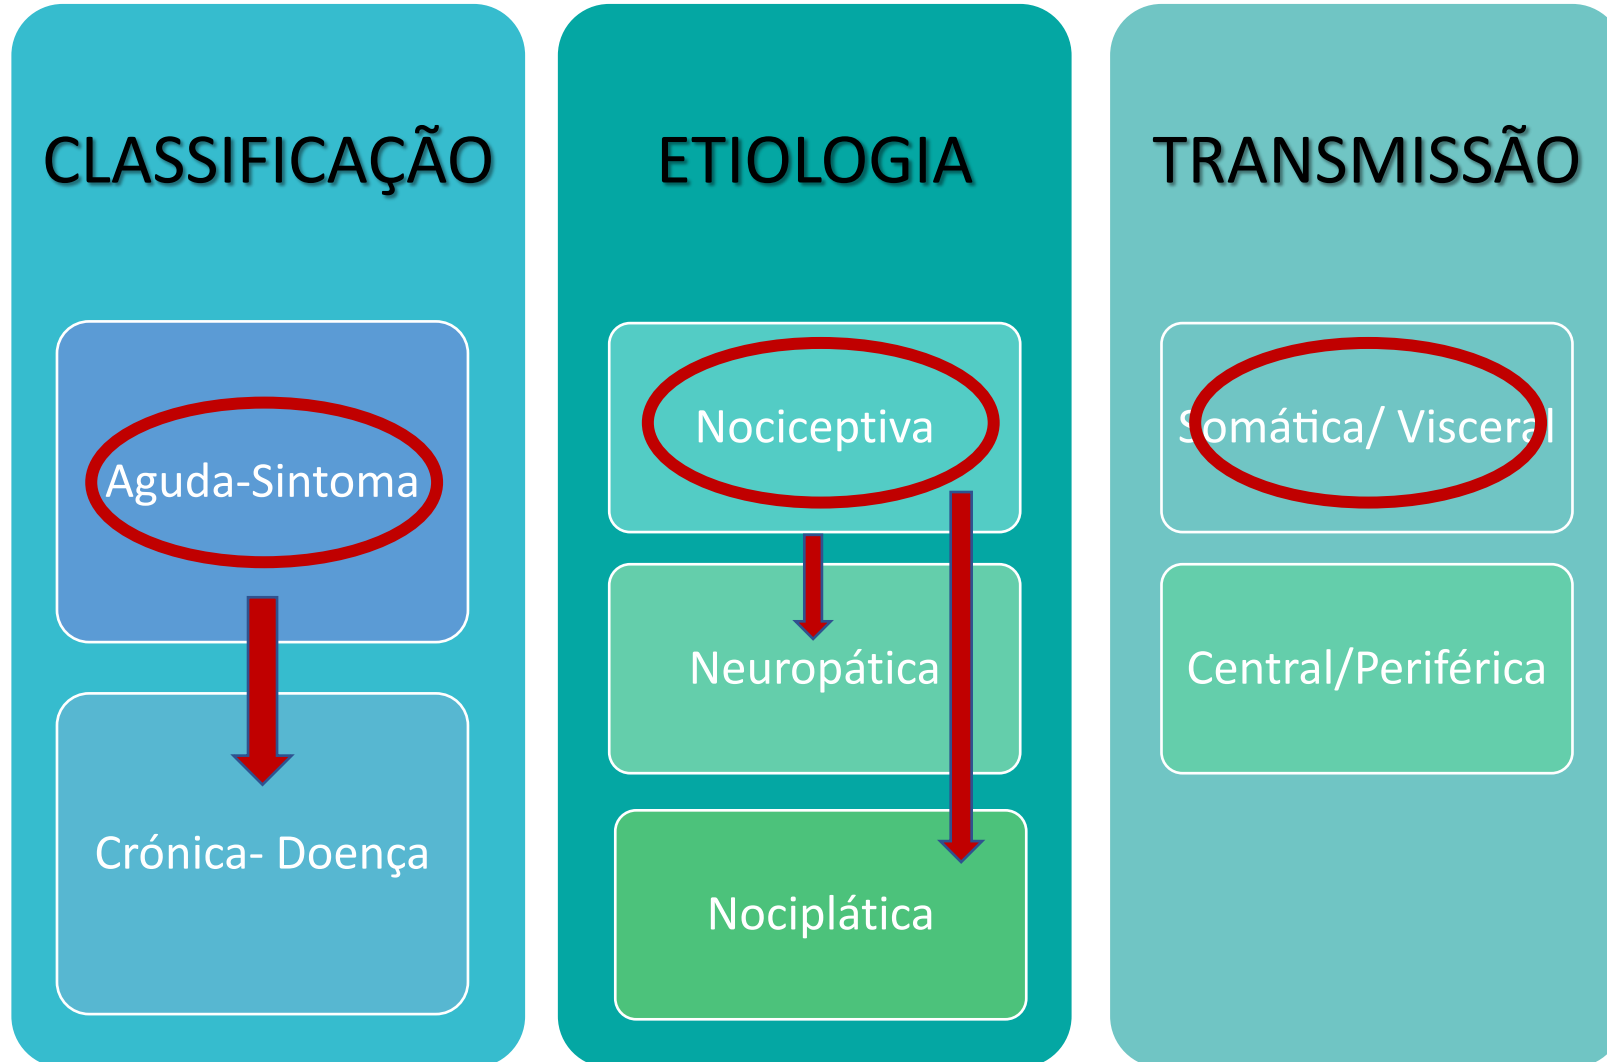 CLASSIFICAÇÃO
Aguda-Sintoma
Crónica- Doença
ETIOLOGIA
Nociceptiva
Neuropática
Nociplática
TRANSMISSÃO
Somática/ Visceral
Central/Periférica